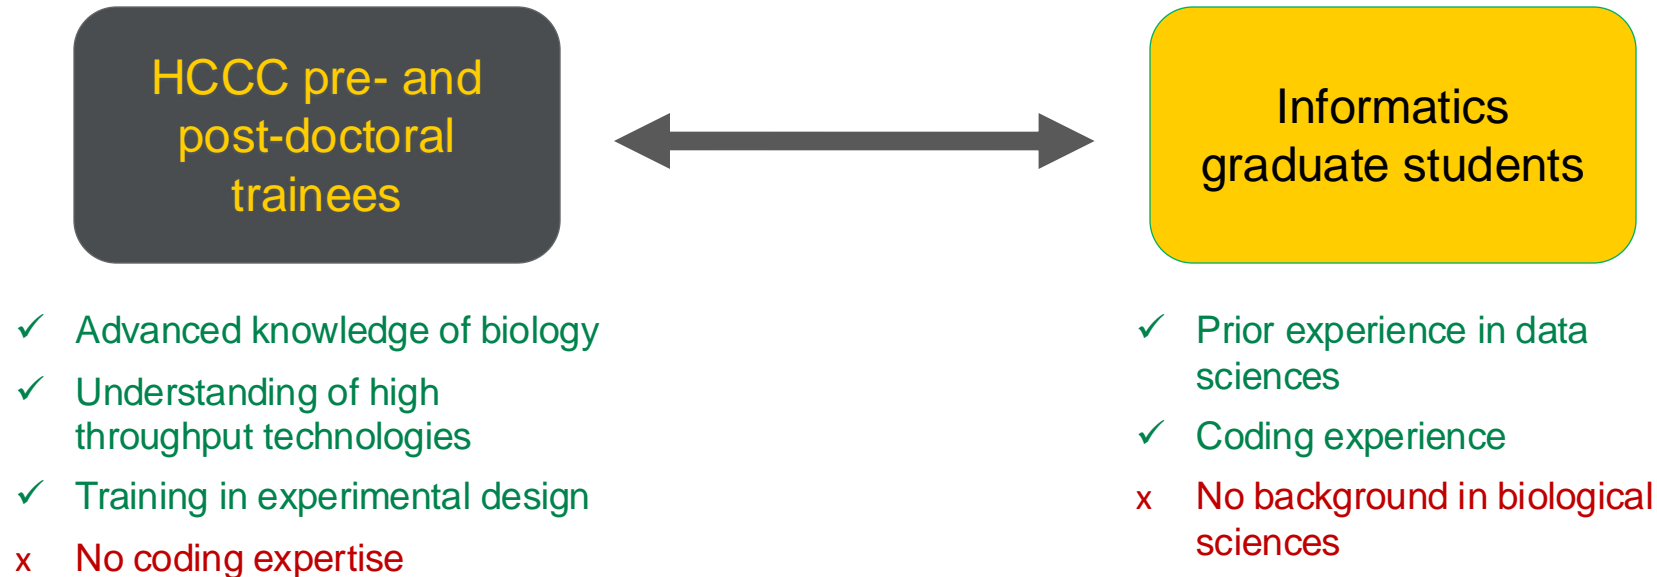 HCCC pre- and
post-doctoral
trainees
Informatics
graduate students
✓ Advanced knowledge of biology
✓ Understanding of high
throughput technologies
✓ Training in experimental design
x No coding expertise
✓ Prior experience in data
sciences
✓ Coding experience
x No background in biological
sciences